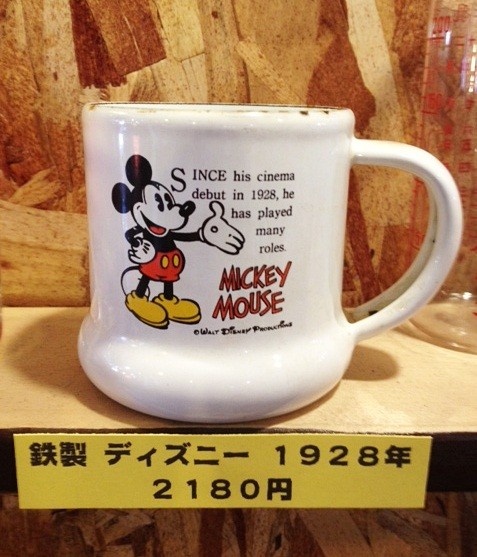 SINCE his cinema
debut in 1928, he
has played
many
roles.
MICKEY
MOUSE
© WALT DISNEY PRODUCTIONS
鉄製 ディズニー 1928年
2180円